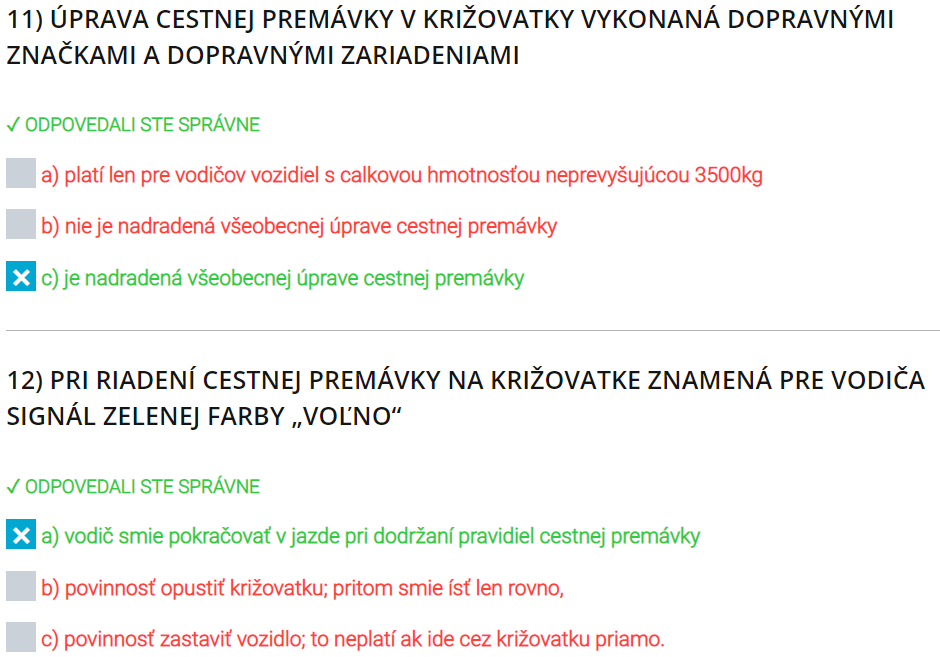 11) ÚPRAVA CESTNEJ PREMÁVKY V KRIŽOVATKY VYKONANÁ DOPRAVNÝMI
ZNAČKAMI A DOPRAVNÝMI ZARIADENIAMI
✓ ODPOVEDALI STE SPRÁVNE
a) platí len pre vodičov vozidiel s calkovou hmotnosťou neprevyšujúcou 3500kg
b) nie je nadradená všeobecnej úprave cestnej premávky
c) je nadradená všeobecnej úprave cestnej premávky
12) PRI RIADENÍ CESTNEJ PREMÁVKY NA KRIŽOVATKE ZNAMENÁ PRE VODIČA
SIGNÁL ZELENEJ FARBY „VOĽNO“
✓ ODPOVEDALI STE SPRÁVNE
a) vodič smie pokračovať v jazde pri dodržaní pravidiel cestnej premávky
b) povinnosť opustiť križovatku; pritom smie ísť len rovno,
c) povinnosť zastaviť vozidlo; to neplatí ak ide cez križovatku priamo.